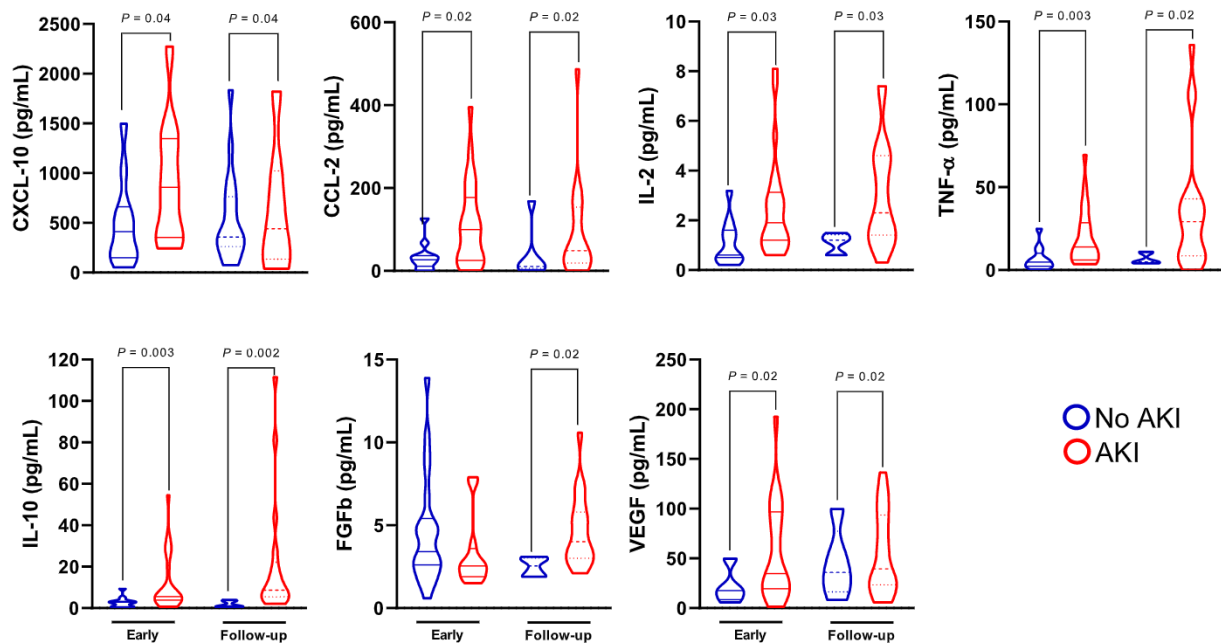 P = 0.04
P = 0.04
CXCL-10 (pg/mL)
2500
2000
1500
1000
500
0
P = 0.02
P = 0.02
CCL-2 (pg/mL)
600
400
200
0
P = 0.03
P = 0.03
IL-2 (pg/mL)
10
8
6
4
2
0
P = 0.003
P = 0.02
TNF-α (pg/mL)
150
100
50
0
P = 0.003
P = 0.002
IL-10 (pg/mL)
120
100
80
60
40
20
0
Early
Follow-up
P = 0.02
FGFb (pg/mL)
15
10
5
0
Early
Follow-up
P = 0.02
P = 0.02
VEGF (pg/mL)
250
200
150
100
50
0
Early
Follow-up
No AKI
AKI